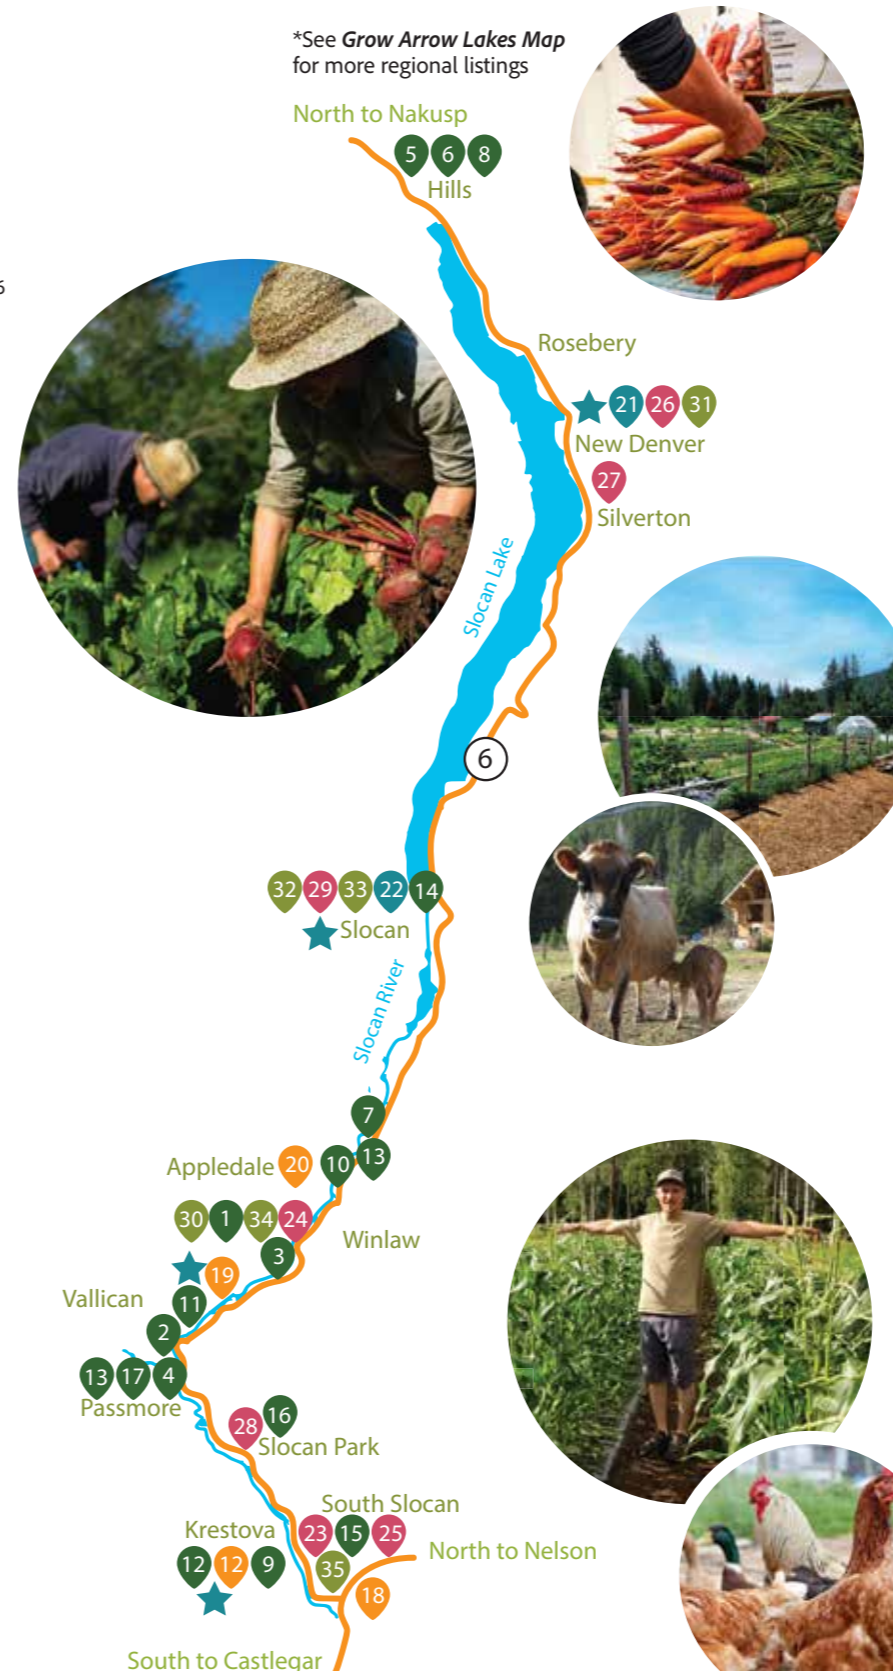 *See Grow Arrow Lakes Map
for more regional listings
North to Nakusp
5 6 8
Hills
6
Rosebery
21 26 31
New Denver
27
Silverton
Slocan Lake
6
32 29 33 22 14
Slocan
Slocan River
7
Appledale 20 10 13
30 1 34 24
Winlaw
3
19
Vallican
11
2
13 17 4
Passmore
28 16
Slocan Park
South Slocan
Krestova
23 15 25
North to Nelson
12 12 9
35
18
South to Castlegar